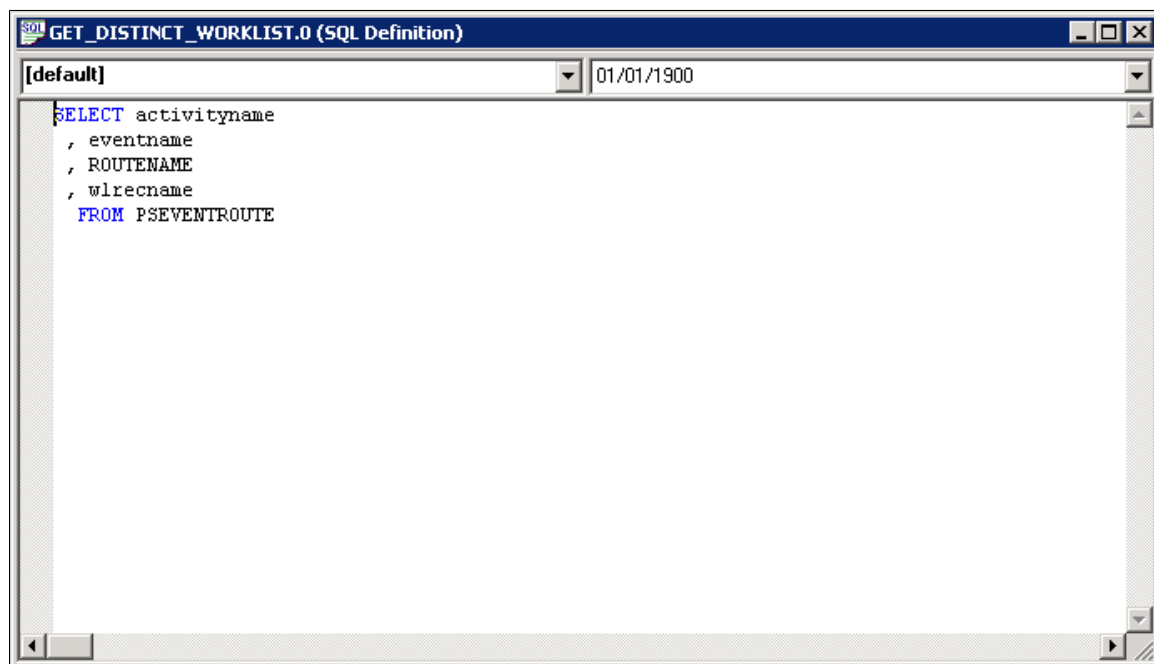 GET_DISTINCT_WORKLIST.0 (SQL Definition)
[default] 01/01/1900
SELECT activityname
, eventname
, ROUTENAME
, wlrecname
FROM PSEVENTROUTE